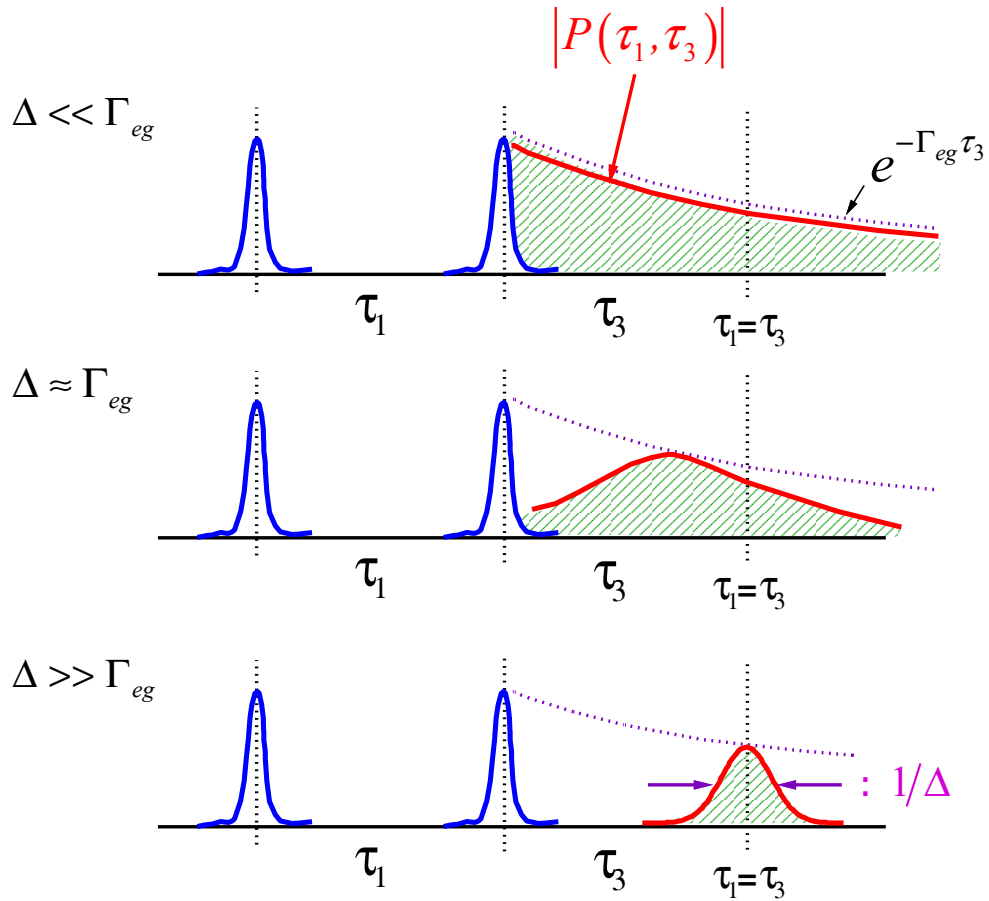 |P(τ₁,τ₃)|
Δ << Γₑg
e^{-Γₑg τ₃}
τ₁ τ₃ τ₁=τ₃
Δ ≈ Γₑg
τ₁ τ₃ τ₁=τ₃
Δ >> Γₑg
: 1/Δ
τ₁ τ₃ τ₁=τ₃